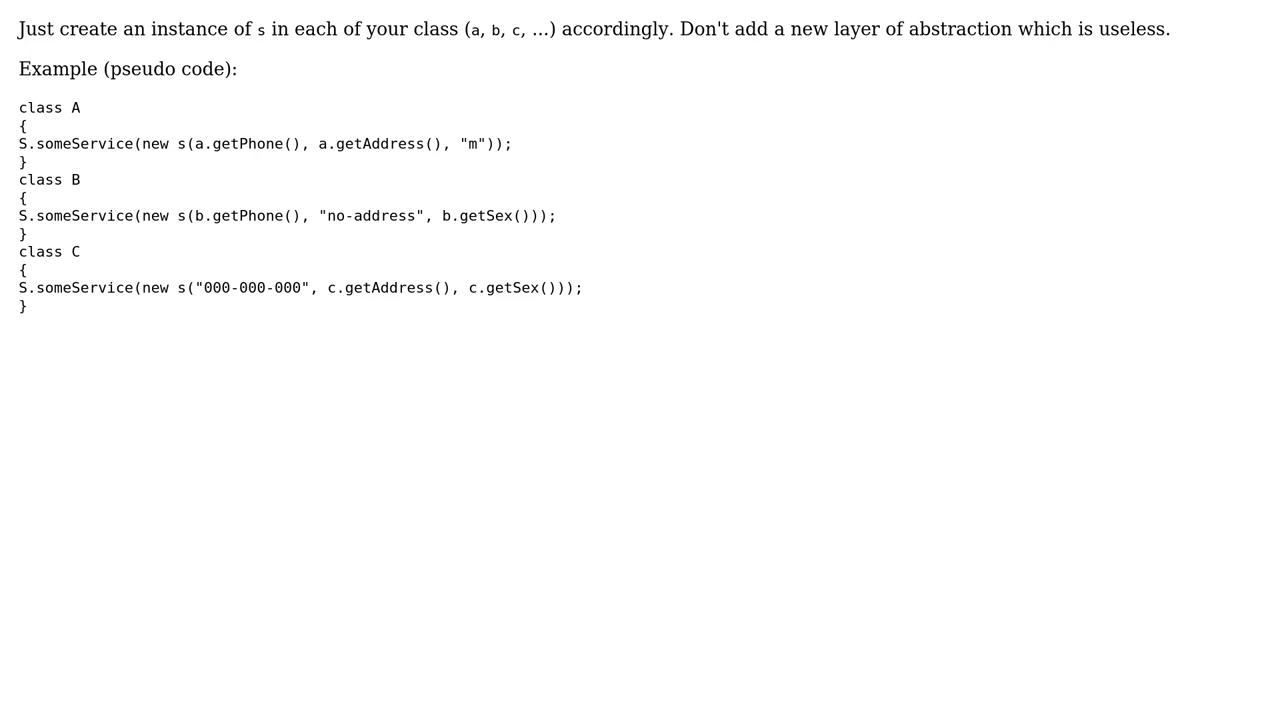 Just create an instance of s in each of your class (a, b, c, ...) accordingly. Don't add a new layer of abstraction which is useless.
Example (pseudo code):
class A
{
S.someService(new s(a.getPhone(), a.getAddress(), "m"));
}
class B
{
S.someService(new s(b.getPhone(), "no-address", b.getSex()));
}
class C
{
S.someService(new s("000-000-000", c.getAddress(), c.getSex()));
}